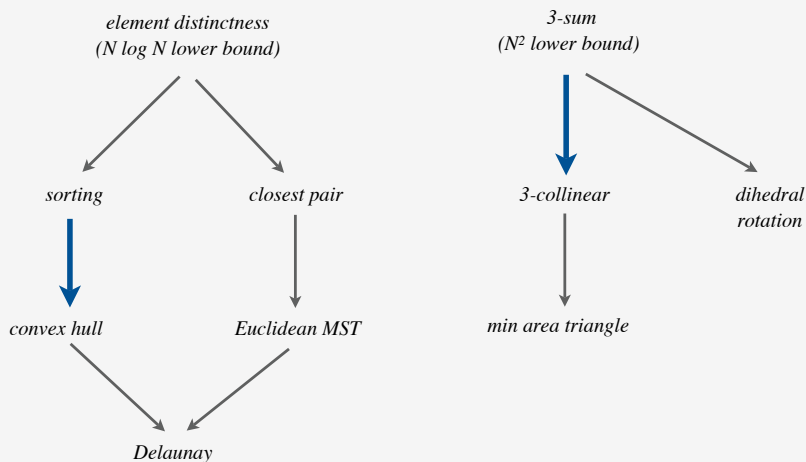 element distinctness
(N log N lower bound)
3-sum
(N² lower bound)
sorting
closest pair
3-collinear
dihedral
rotation
convex hull
Euclidean MST
min area triangle
Delaunay